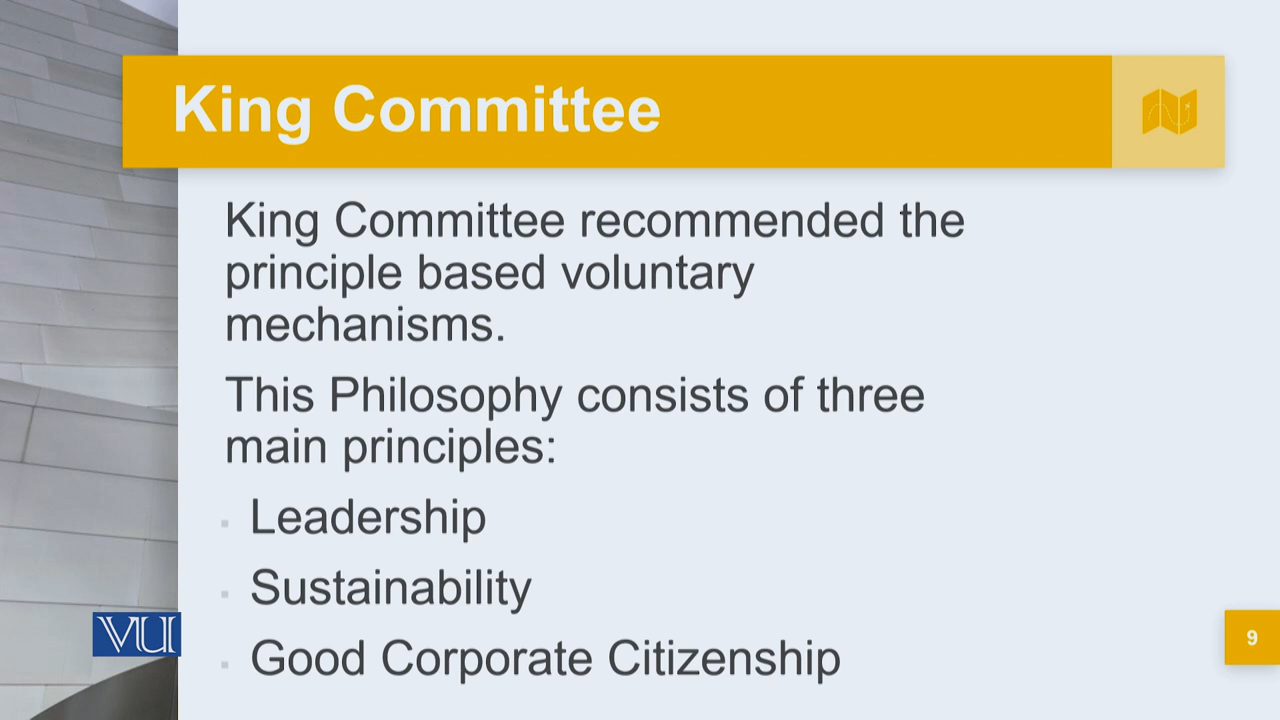 King Committee
King Committee recommended the
principle based voluntary
mechanisms.
This Philosophy consists of three
main principles:
Leadership
Sustainability
Good Corporate Citizenship
VU
9